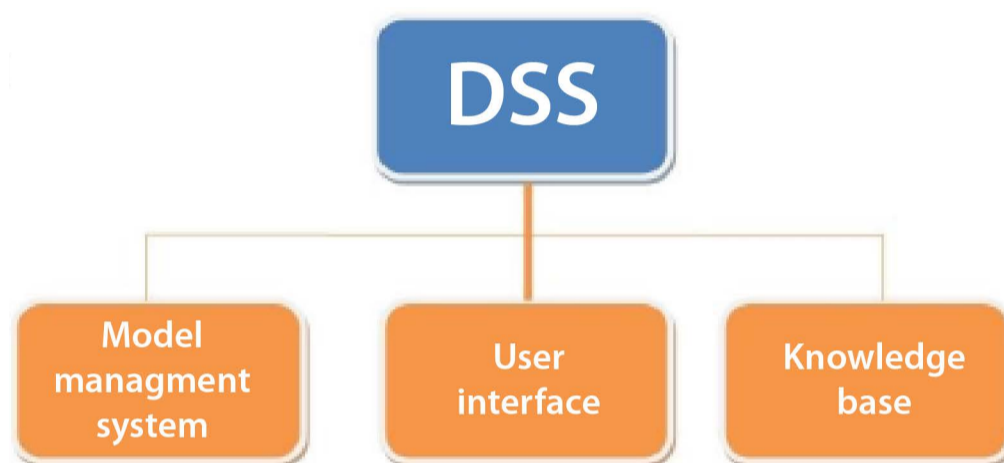 DSS
Model
managment
system
User
interface
Knowledge
base